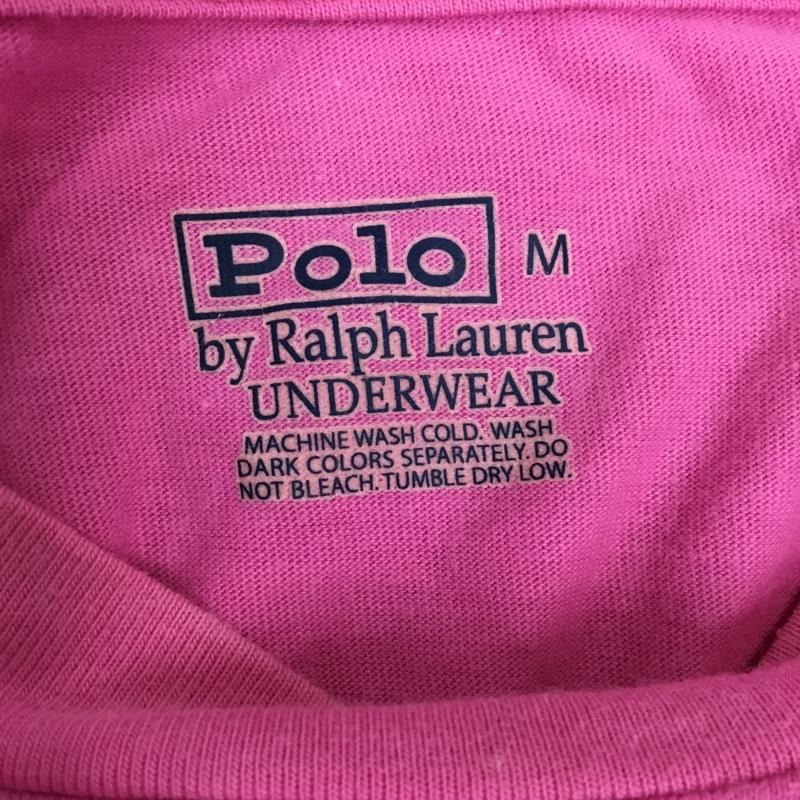 Polo M
by Ralph Lauren
UNDERWEAR
MACHINE WASH COLD. WASH
DARK COLORS SEPARATELY. DO
NOT BLEACH. TUMBLE DRY LOW.